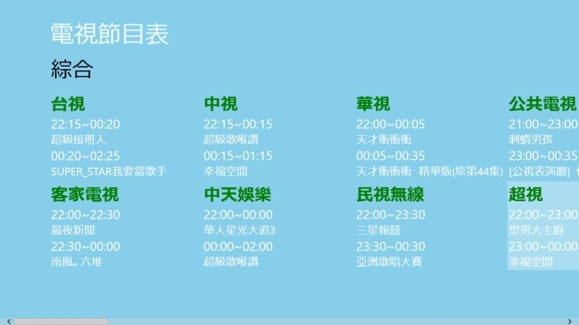 電視節目表
綜合
台視
22:15~00:20
超級接班人
00:20~02:25
SUPER_STAR我要當歌手
中視
22:15~00:15
超級歌喉讚
00:15~01:15
幸福空間
華視
22:00~00:05
天才衝衝衝
00:05~00:35
天才衝衝衝 精華版(原第44集)
公共電視
21:00~23:00
刺蝟男孩
23:00~00:35
[公視表演廳]
客家電視
22:00~22:30
最夜新聞
22:30~00:00
南風。六堆
中天娛樂
22:00~00:00
華人星光大道3
00:00~02:00
超級歌喉讚
民視無線
22:00~23:30
三星報囍
23:30~00:30
亞洲歌唱大賽
超視
22:00~23:00
型男大主廚
23:00~00:00
幸福空間